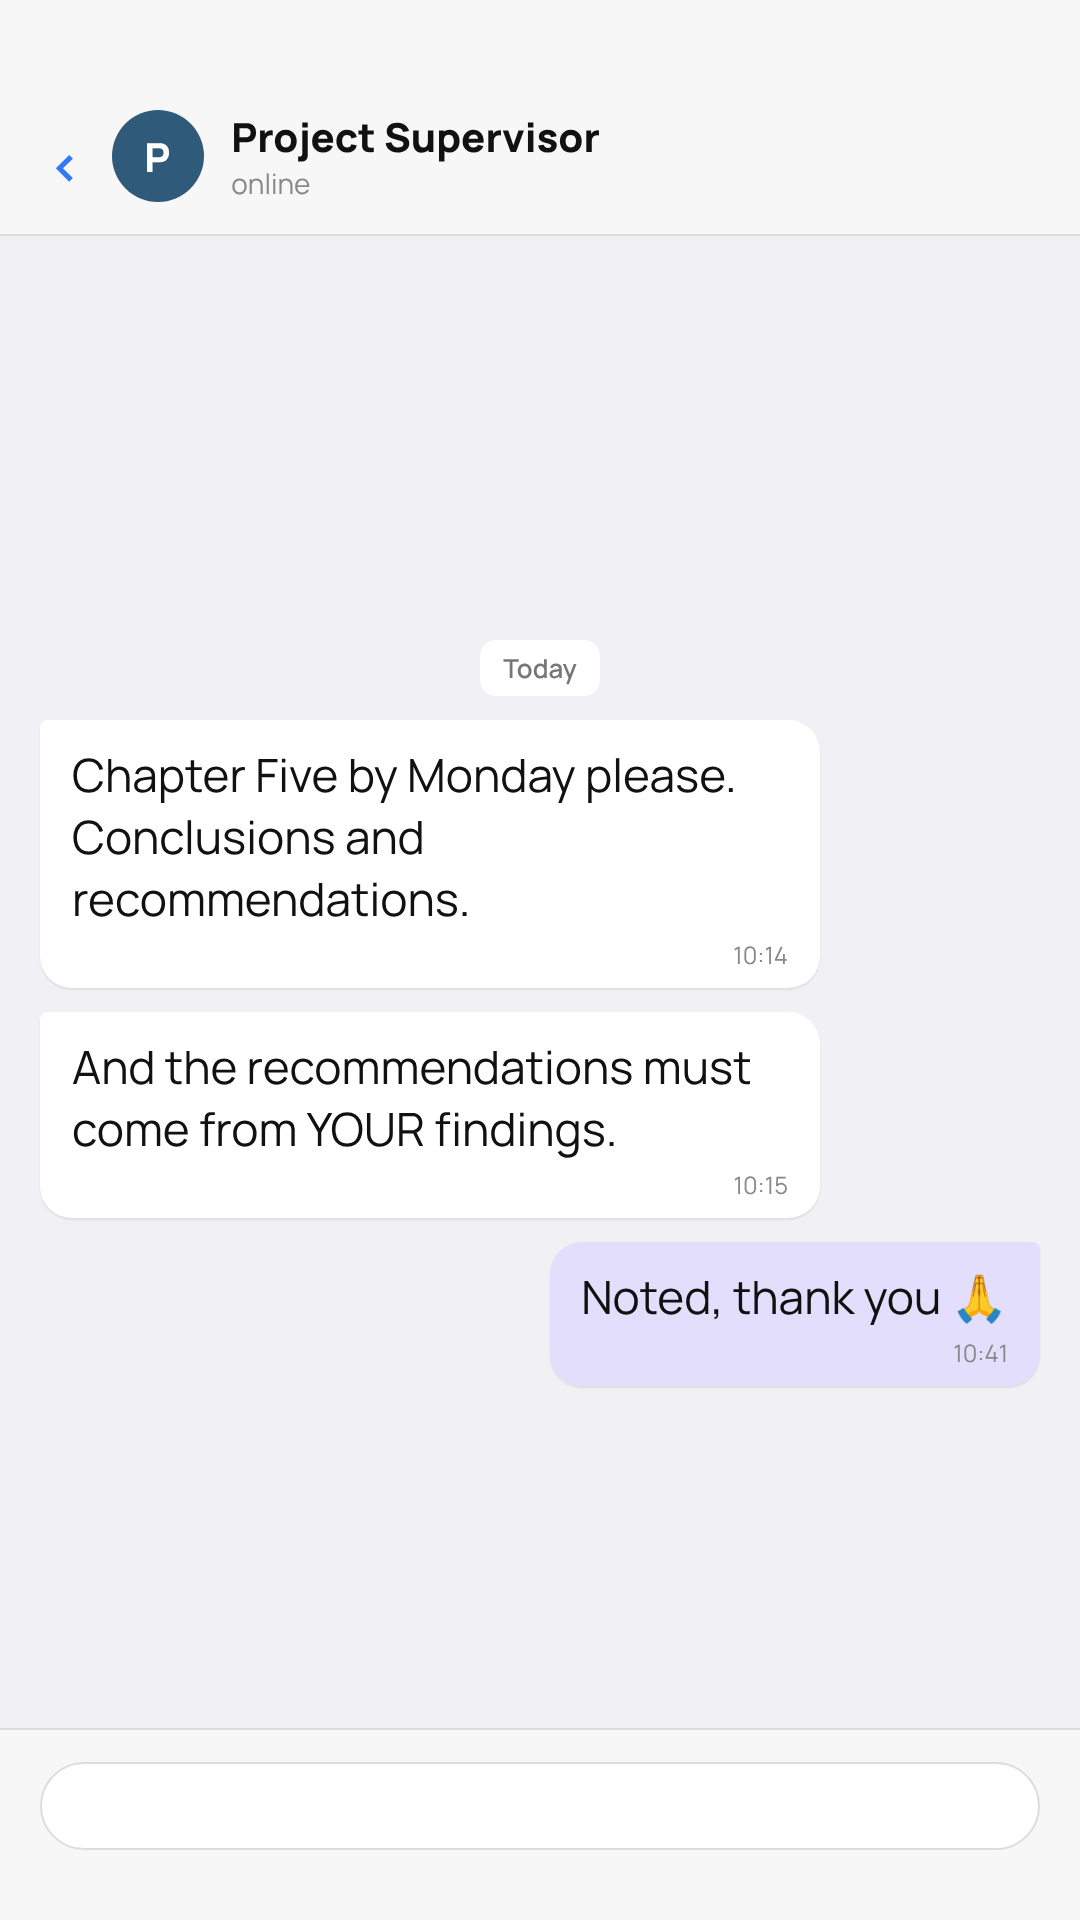 P
Project Supervisor
online
Today
Chapter Five by Monday please.
Conclusions and
recommendations.
10:14
And the recommendations must
come from YOUR findings.
10:15
Noted, thank you 🙏
10:41